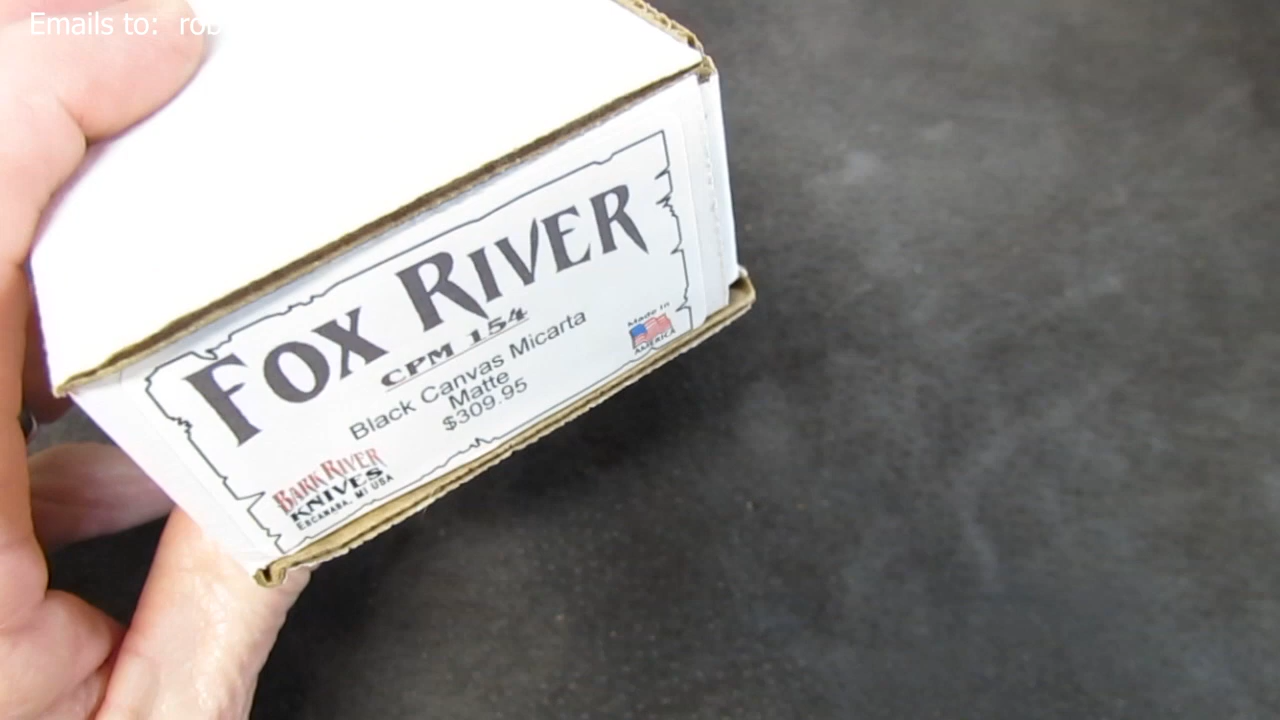 Emails to: rob
FOX RIVER
CPM 154
Black Canvas Micarta
Matte
$309.95
Made in
AMERICA
BARK RIVER
KNIVES
ESCANABA, MI USA